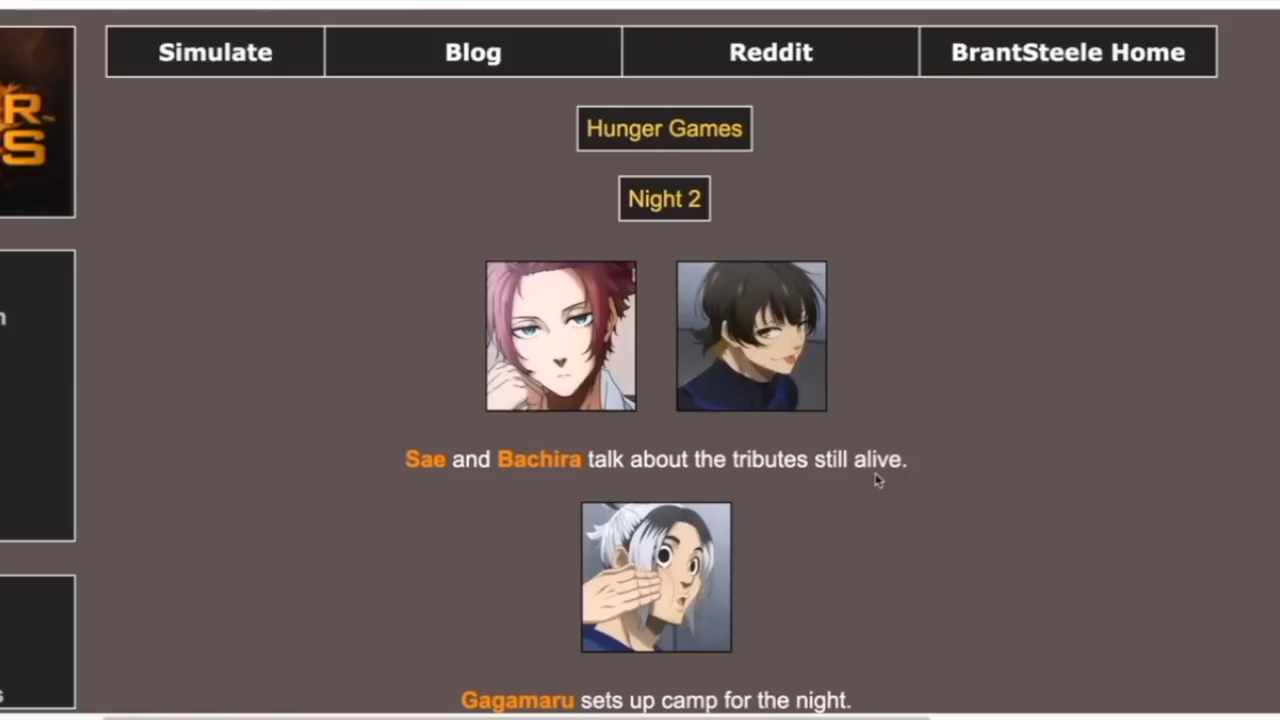 Simulate
Blog
Reddit
BrantSteele Home
R™
S
Hunger Games
Night 2
n
Sae and Bachira talk about the tributes still alive.
Gagamaru sets up camp for the night.
s